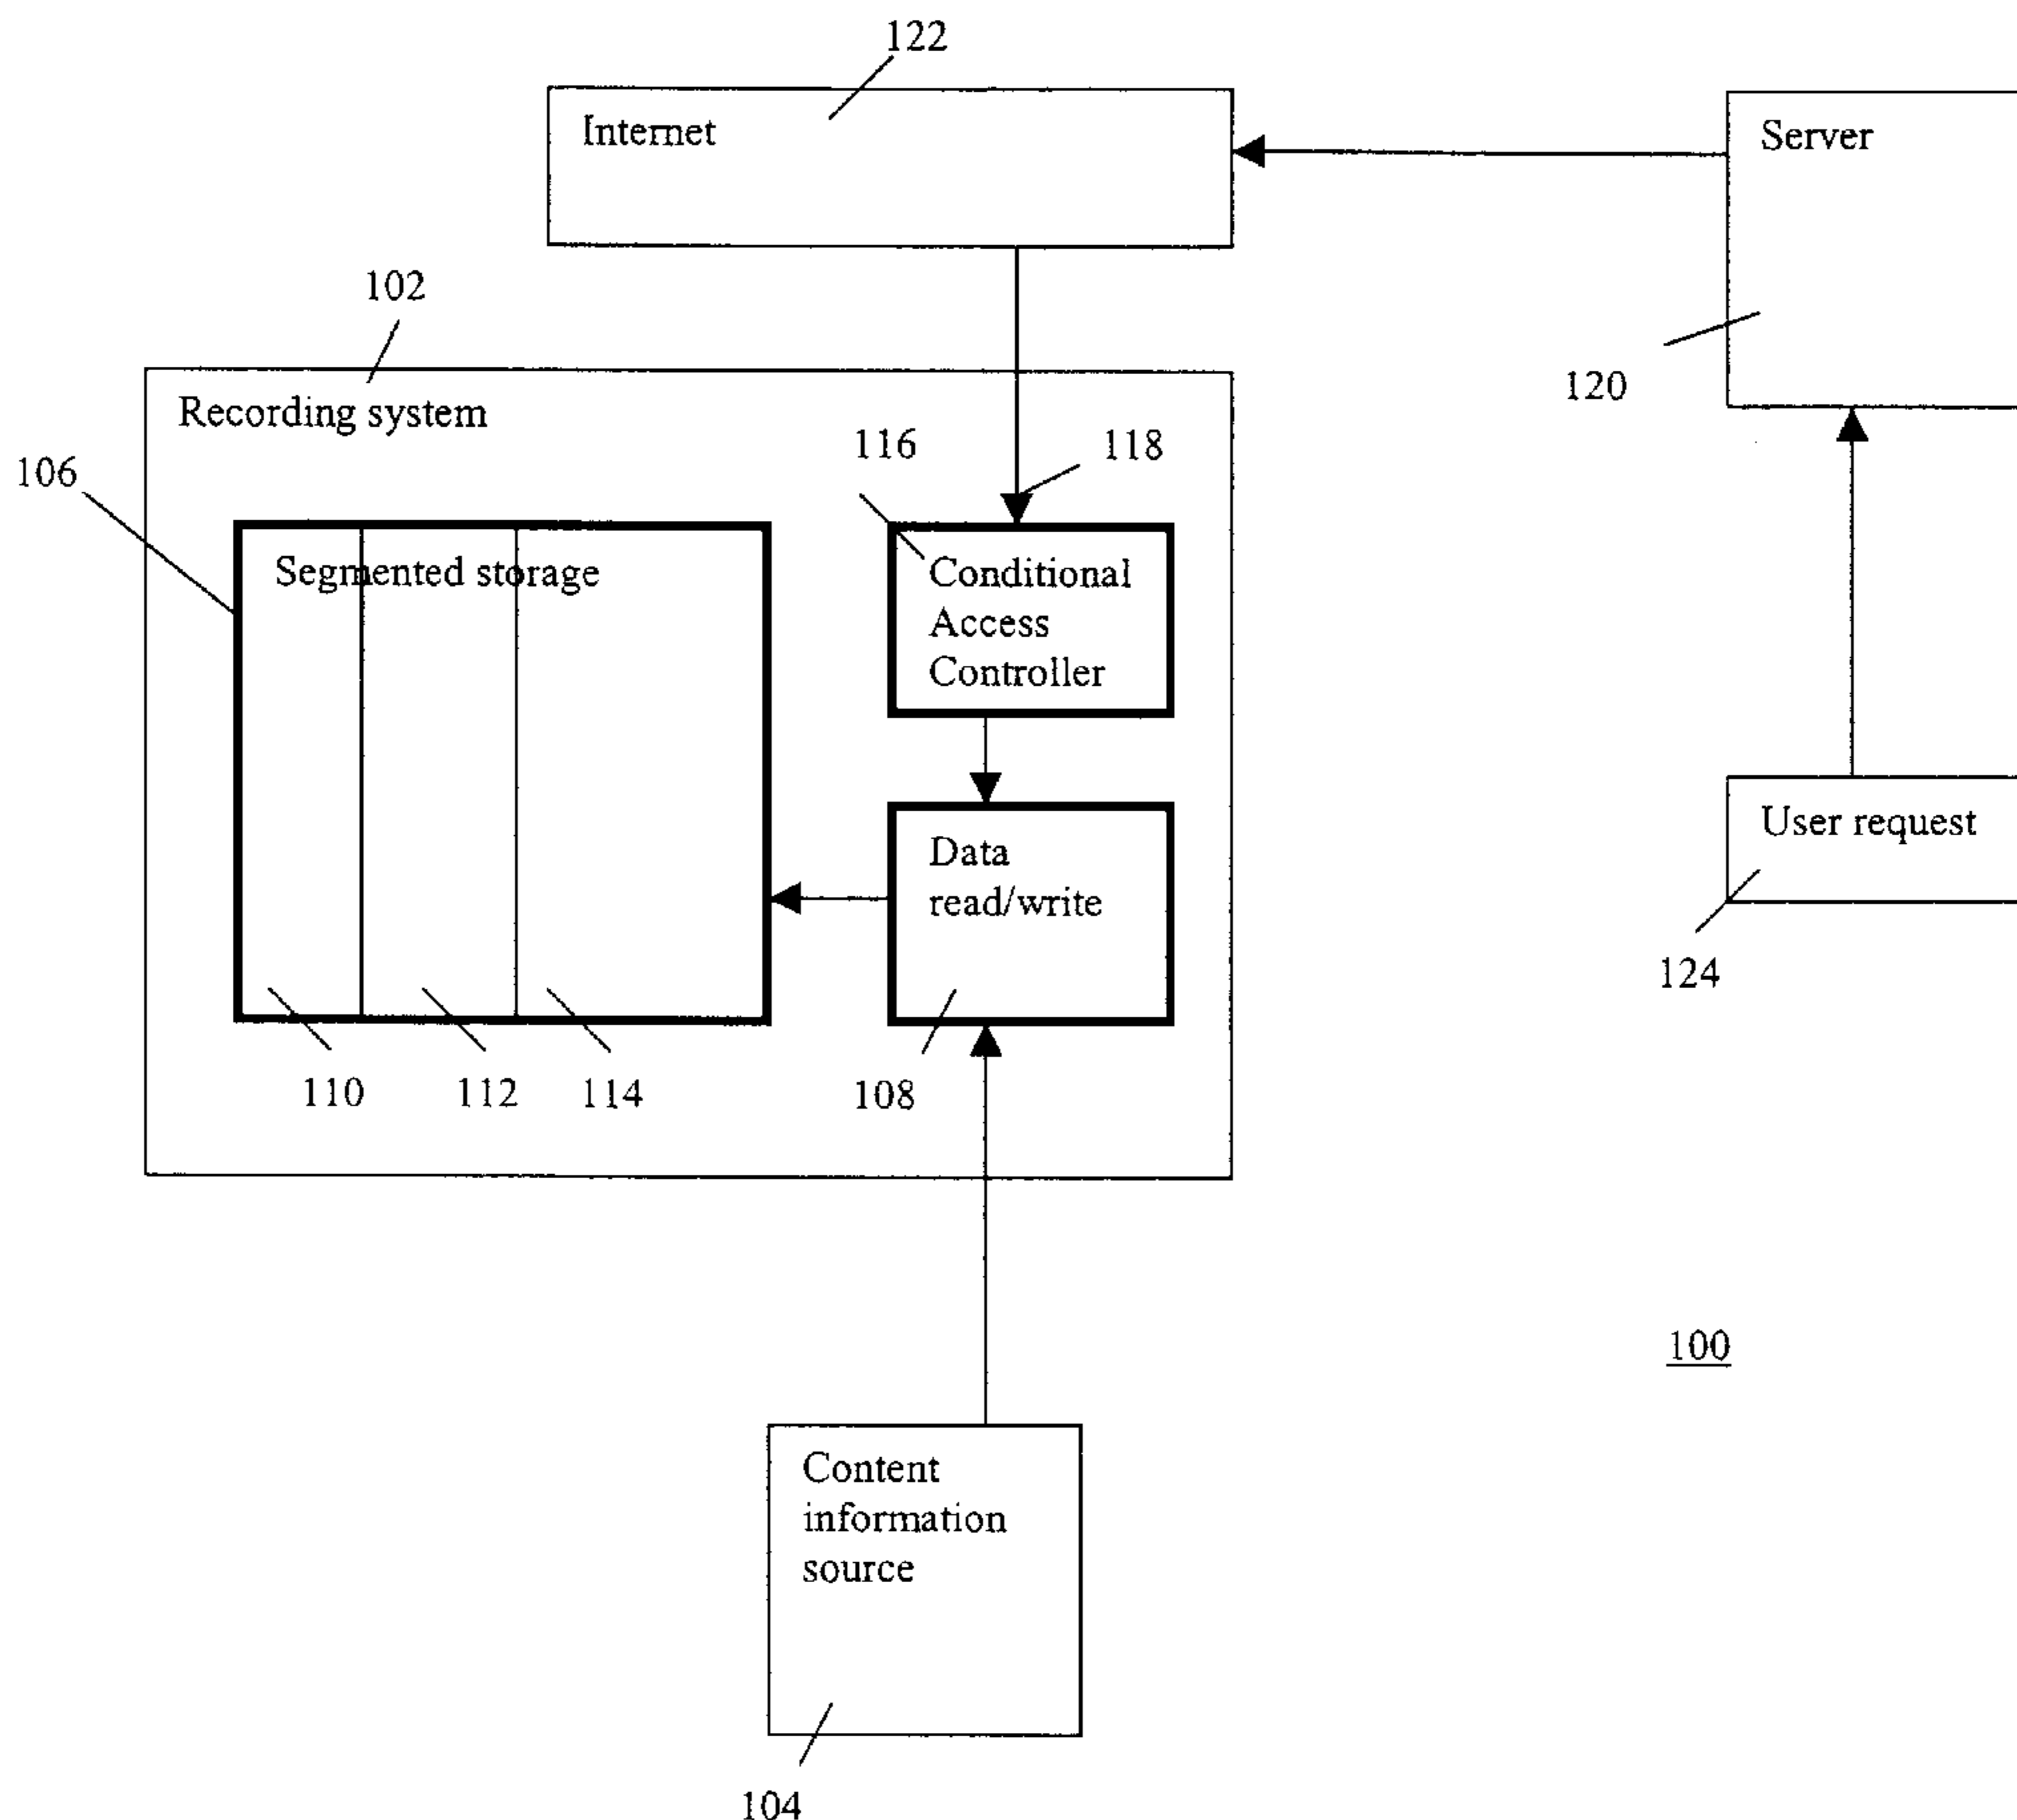 122
Internet
Server
102
120
Recording system
116
118
106
Segmented storage
Conditional
Access
Controller
User request
Data
read/write
124
110
112
114
108
100
Content
information
source
104